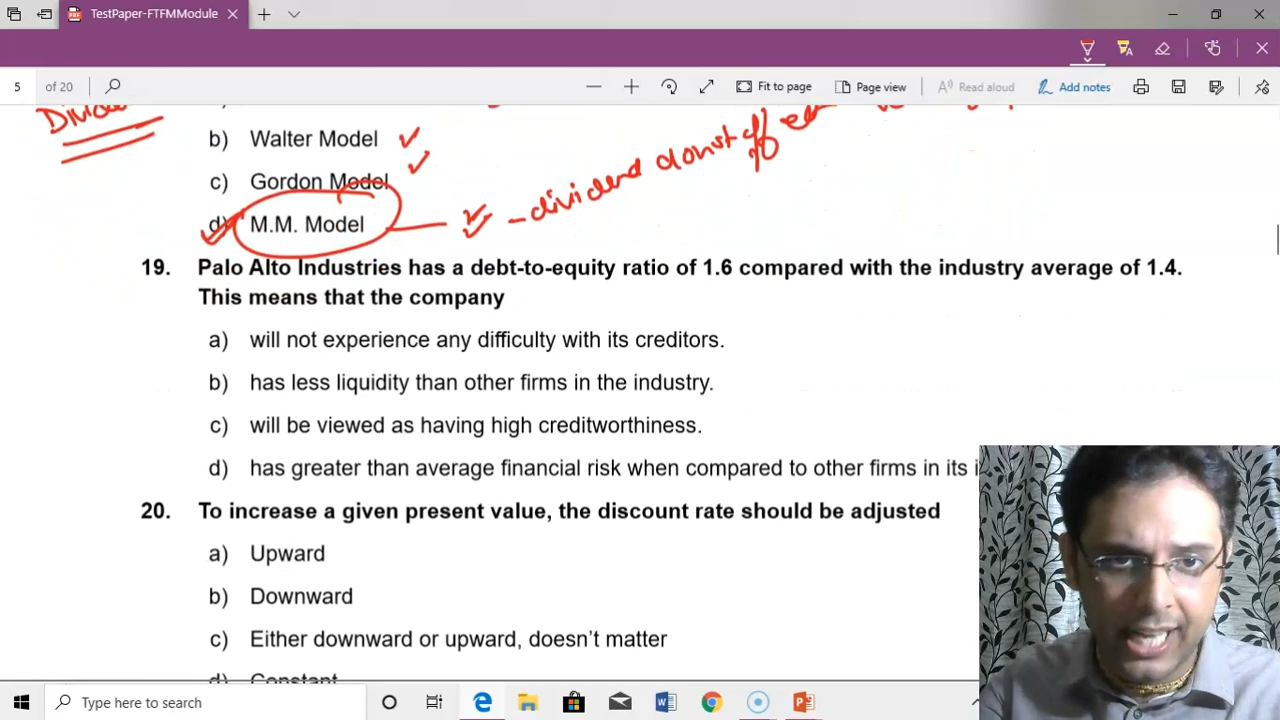 TestPaper-FTFMModule
5 of 20
Fit to page
Page view
Read aloud
Add notes
b) Walter Model
c) Gordon Model
d) M.M. Model
-dividend
19. Palo Alto Industries has a debt-to-equity ratio of 1.6 compared with the industry average of 1.4.
This means that the company
a) will not experience any difficulty with its creditors.
b) has less liquidity than other firms in the industry.
c) will be viewed as having high creditworthiness.
d) has greater than average financial risk when compared to other firms in its
20. To increase a given present value, the discount rate should be adjusted
a) Upward
b) Downward
c) Either downward or upward, doesn't matter
d) Constant
Type here to search